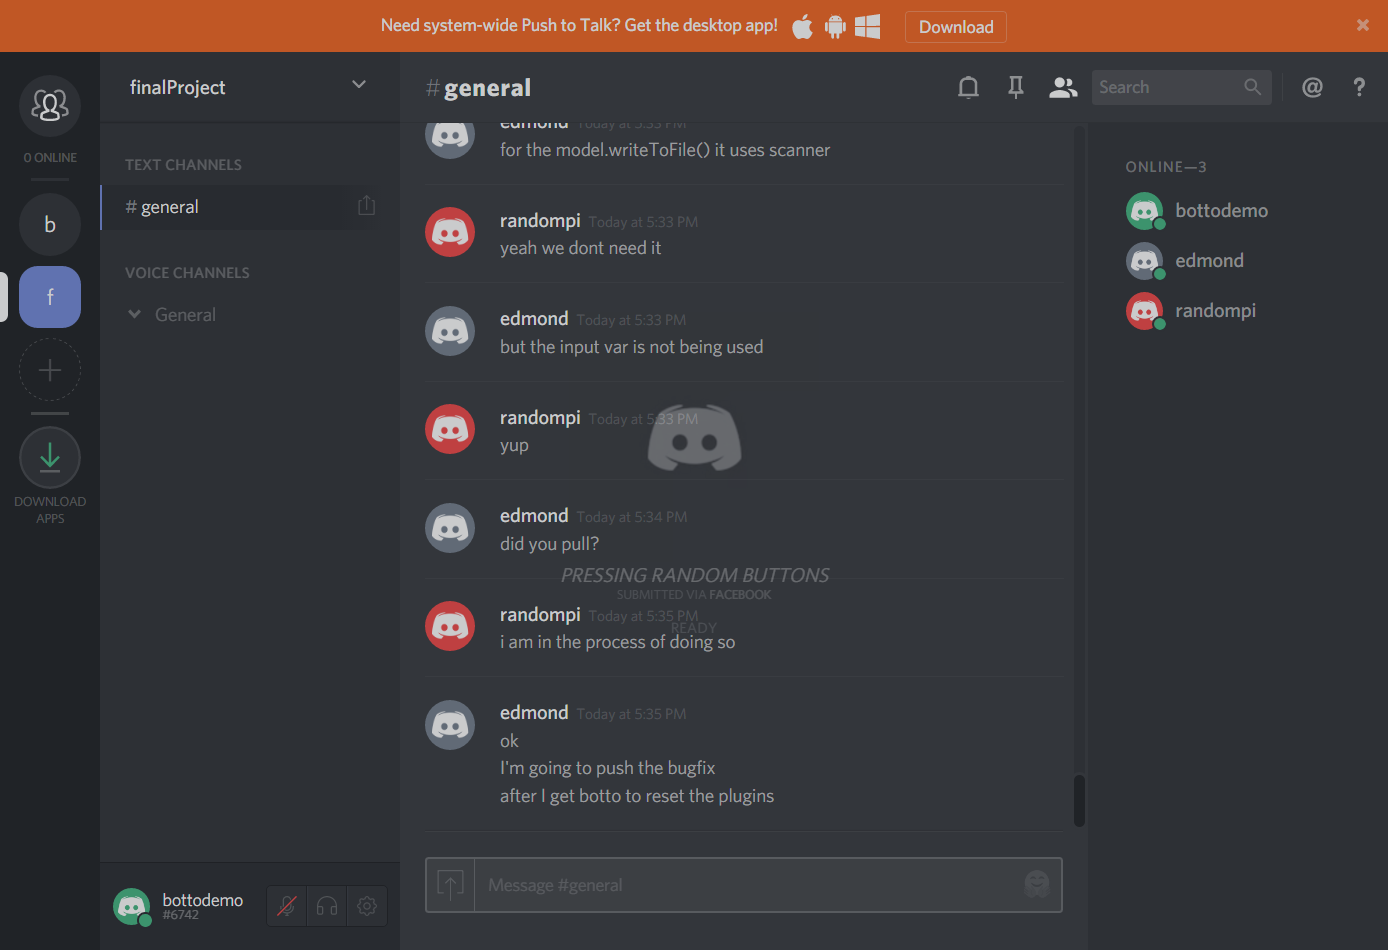 Need system-wide Push to Talk? Get the desktop app!
Download
finalProject
#general
Search
@
?
0 ONLINE
b
f
DOWNLOAD
APPS
TEXT CHANNELS
# general
VOICE CHANNELS
General
edmond Today at 5:33 PM
for the model.writeToFile() it uses scanner
randompi Today at 5:33 PM
yeah we dont need it
edmond Today at 5:33 PM
but the input var is not being used
randompi Today at 5:33 PM
yup
edmond Today at 5:34 PM
did you pull?
PRESSING RANDOM BUTTONS
SUBMITTED VIA FACEBOOK
randompi Today at 5:35 PM
READY
i am in the process of doing so
edmond Today at 5:35 PM
ok
I'm going to push the bugfix
after I get botto to reset the plugins
Message #general
ONLINE—3
bottodemo
edmond
randompi
bottodemo
#6742